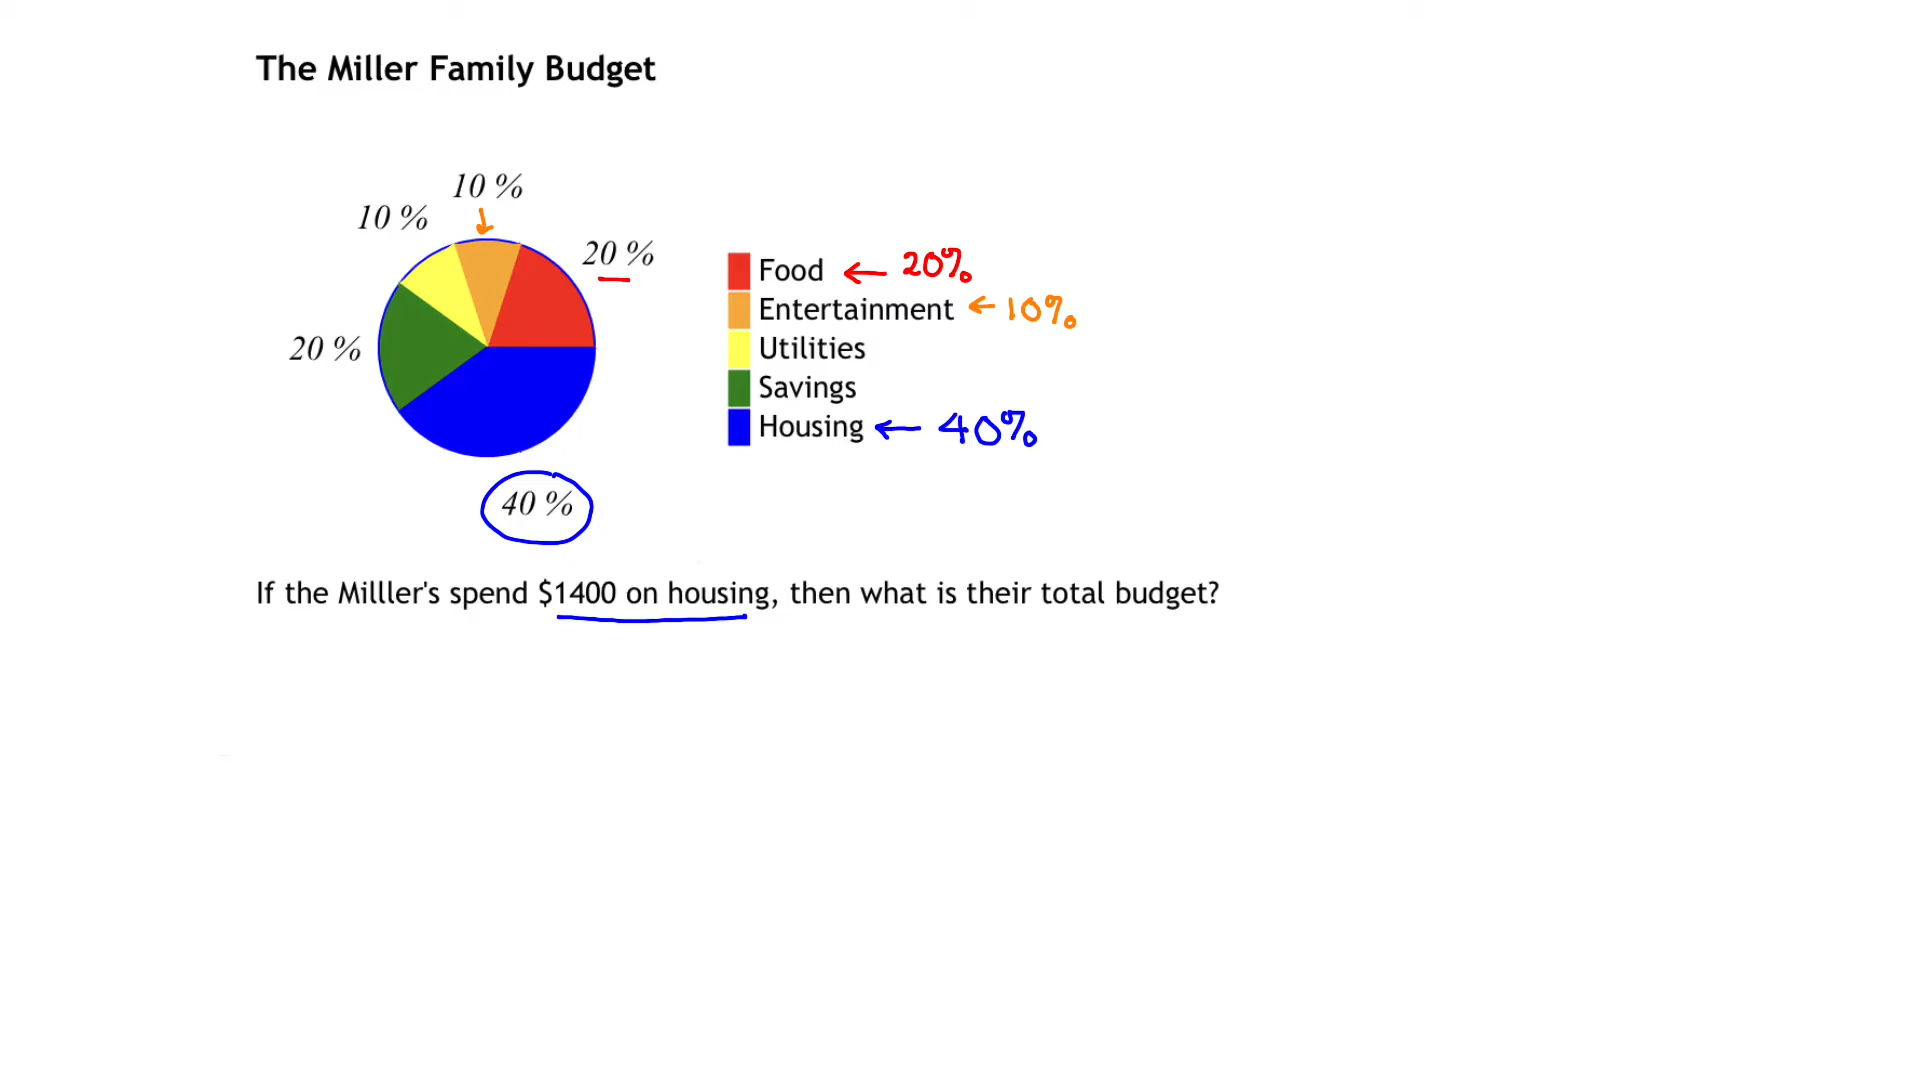 The Miller Family Budget
10 %
10 %
20 %
20 %
40 %
Food ← 20%
Entertainment ← 10%
Utilities
Savings
Housing ← 40%
If the Milller's spend $1400 on housing, then what is their total budget?